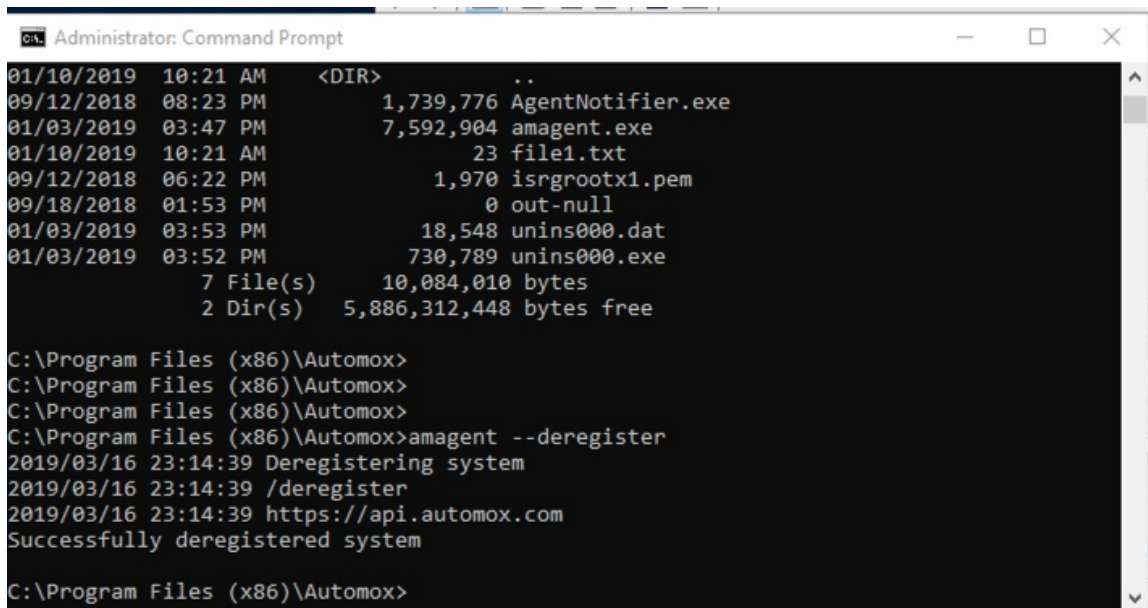 Administrator: Command Prompt
01/10/2019  10:21 AM    <DIR>          ..
09/12/2018  08:23 PM         1,739,776 AgentNotifier.exe
01/03/2019  03:47 PM         7,592,904 amagent.exe
01/10/2019  10:21 AM                23 file1.txt
09/12/2018  06:22 PM             1,970 isrgrootx1.pem
09/18/2018  01:53 PM                 0 out-null
01/03/2019  03:53 PM            18,548 unins000.dat
01/03/2019  03:52 PM           730,789 unins000.exe
               7 File(s)     10,084,010 bytes
               2 Dir(s)   5,886,312,448 bytes free
C:\Program Files (x86)\Automox>
C:\Program Files (x86)\Automox>
C:\Program Files (x86)\Automox>
C:\Program Files (x86)\Automox>amagent --deregister
2019/03/16 23:14:39 Deregistering system
2019/03/16 23:14:39 /deregister
2019/03/16 23:14:39 https://api.automox.com
Successfully deregistered system
C:\Program Files (x86)\Automox>